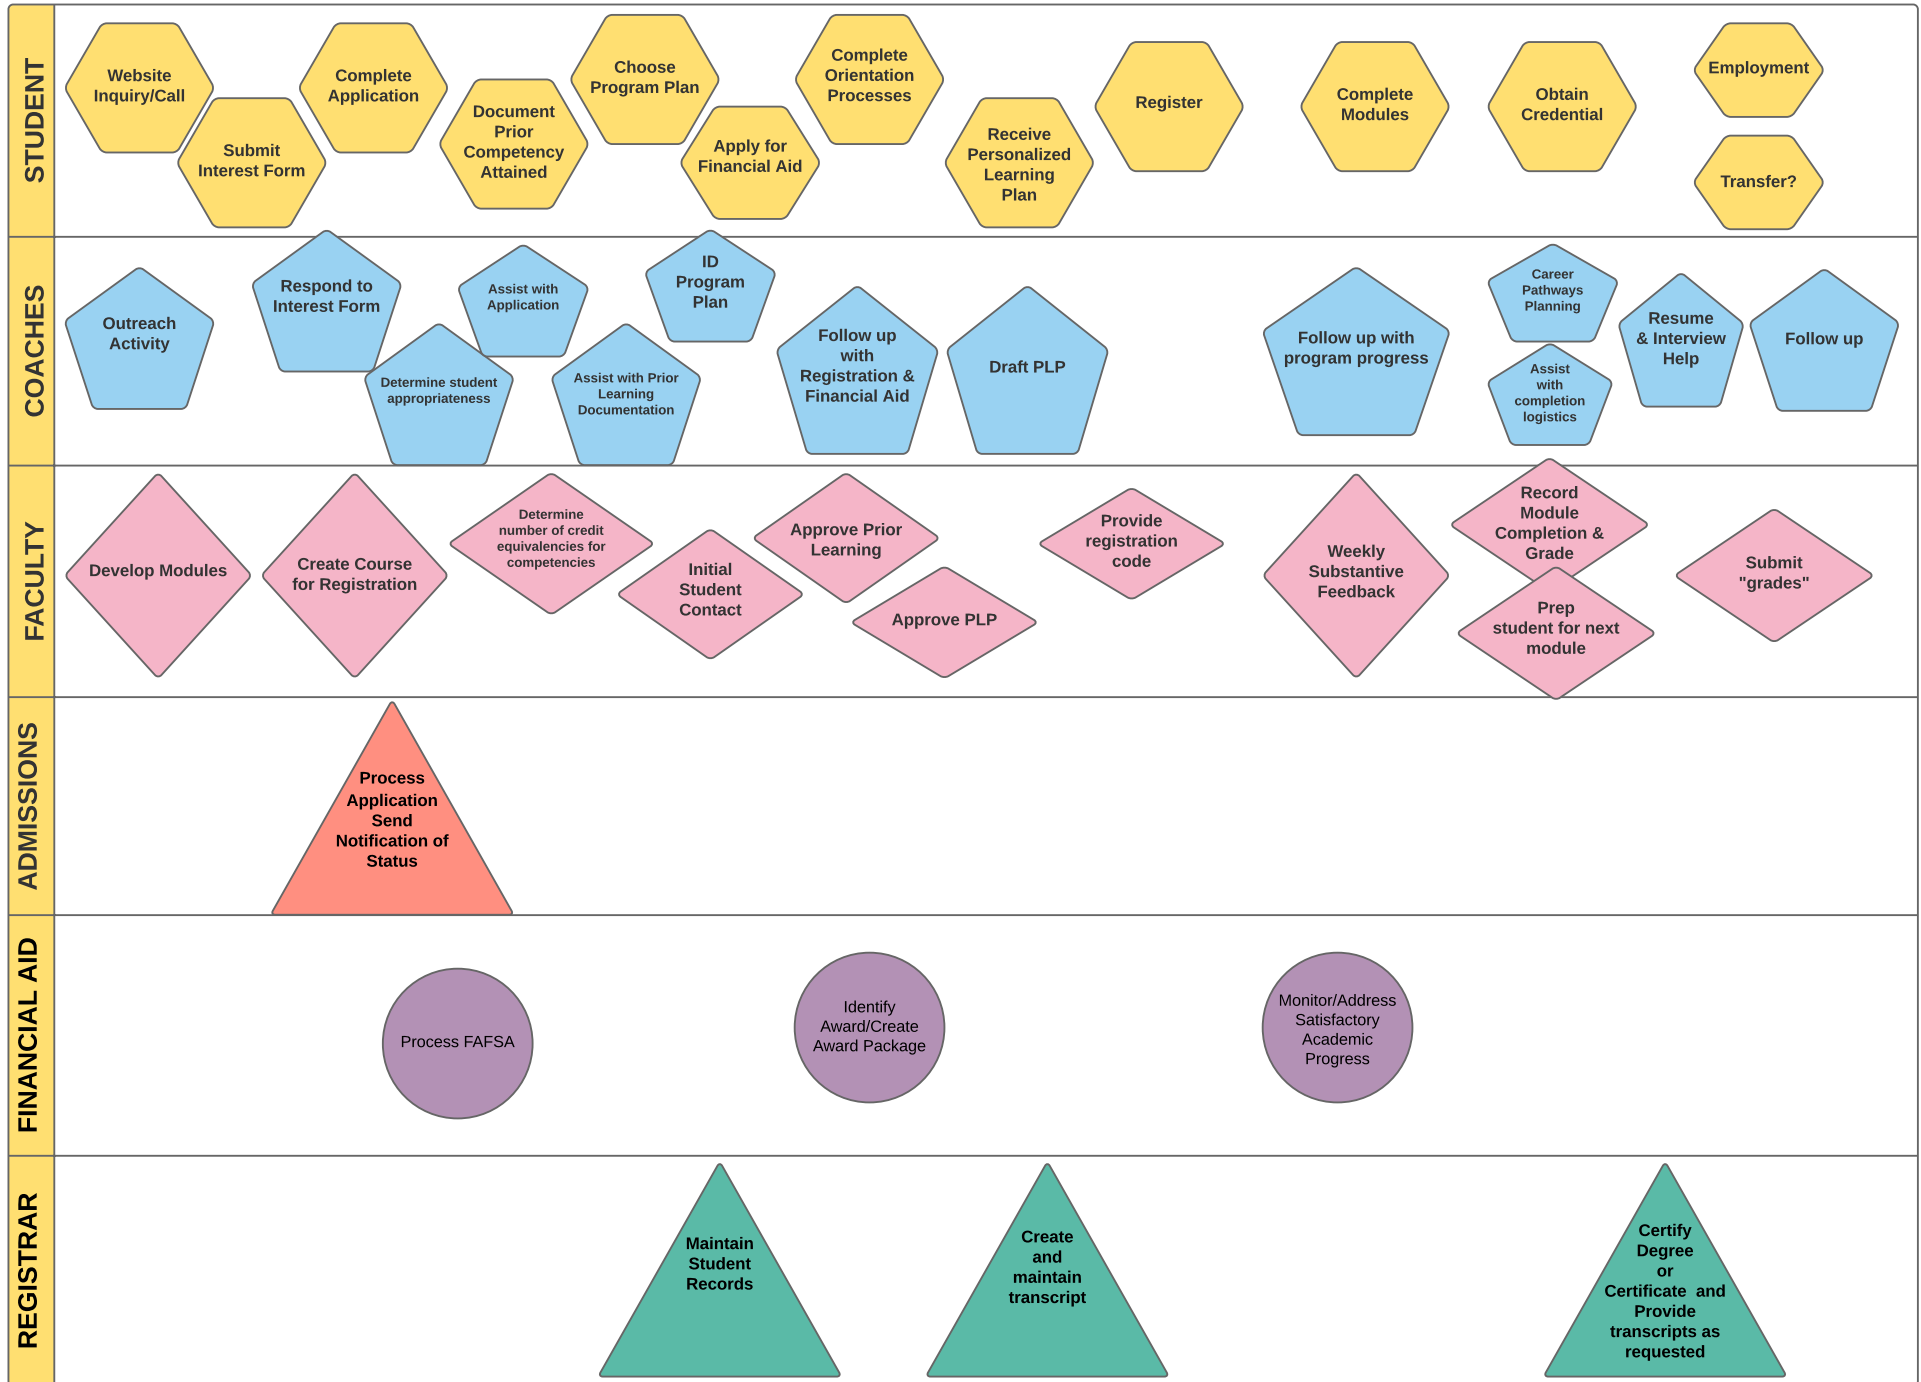 STUDENT
Website
Inquiry/Call
Submit
Interest Form
Complete
Application
Document
Prior
Competency
Attained
Choose
Program Plan
Apply for
Financial Aid
Complete
Orientation
Processes
Receive
Personalized
Learning
Plan
Register
Complete
Modules
Obtain
Credential
Employment
Transfer?
COACHES
Outreach
Activity
Respond to
Interest Form
Determine student
appropriateness
Assist with
Application
Assist with Prior
Learning
Documentation
ID
Program
Plan
Follow up
with
Registration &
Financial Aid
Draft PLP
Follow up with
program progress
Career
Pathways
Planning
Assist
with
completion
logistics
Resume
& Interview
Help
Follow up
FACULTY
Develop Modules
Create Course
for Registration
Determine
number of credit
equivalencies for
competencies
Initial
Student
Contact
Approve Prior
Learning
Approve PLP
Provide
registration
code
Weekly
Substantive
Feedback
Record
Module
Completion &
Grade
Prep
student for next
module
Submit
"grades"
ADMISSIONS
Process
Application
Send
Notification of
Status
FINANCIAL AID
Process FAFSA
Identify
Award/Create
Award Package
Monitor/Address
Satisfactory
Academic
Progress
REGISTRAR
Maintain
Student
Records
Create
and
maintain
transcript
Certify
Degree
or
Certificate  and
Provide
transcripts as
requested